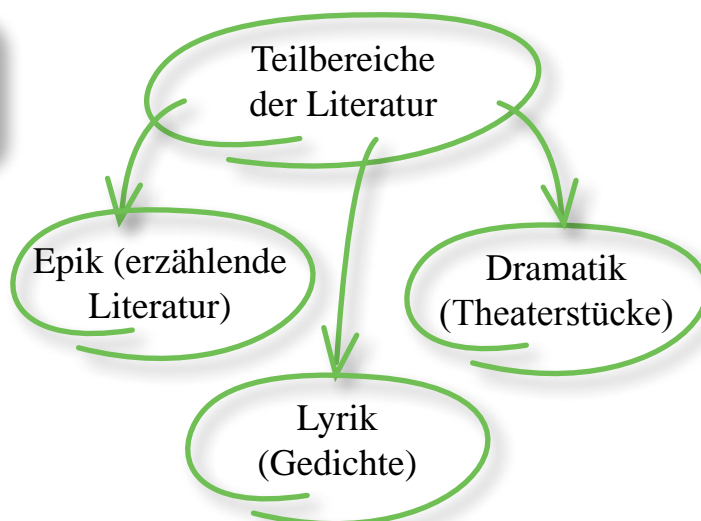 Teilbereiche
der Literatur
Epik (erzählende
Literatur)
Dramatik
(Theaterstücke)
Lyrik
(Gedichte)